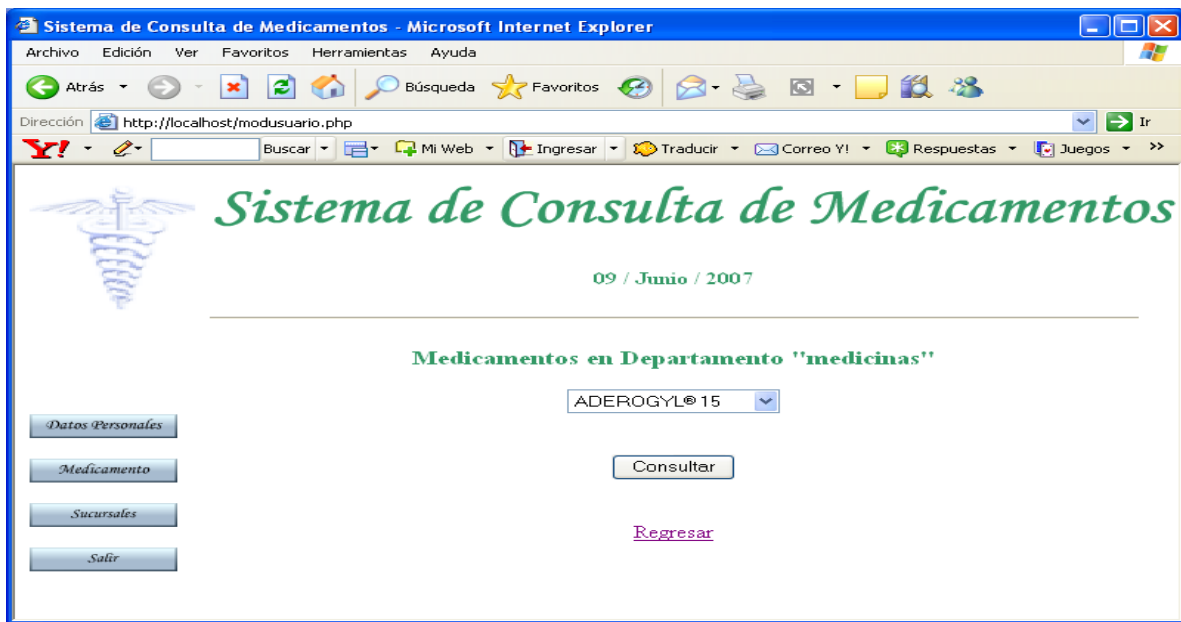 Sistema de Consulta de Medicamentos - Microsoft Internet Explorer
Archivo Edición Ver Favoritos Herramientas Ayuda
Atrás Búsqueda Favoritos
Dirección http://localhost/modusuario.php Ir
Y! Buscar Mi Web Ingresar Traducir Correo Y! Respuestas Juegos >>
Sistema de Consulta de Medicamentos
09 / Junio / 2007
Medicamentos en Departamento "medicinas"
ADEROGYL® 15
Datos Personales
Consultar
Medicamento
Sucursales
Regresar
Salir